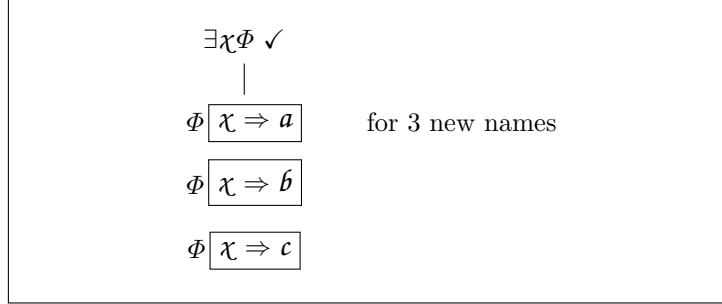 ∃χΦ ✓
Φ χ ⇒ a for 3 new names
Φ χ ⇒ b
Φ χ ⇒ c